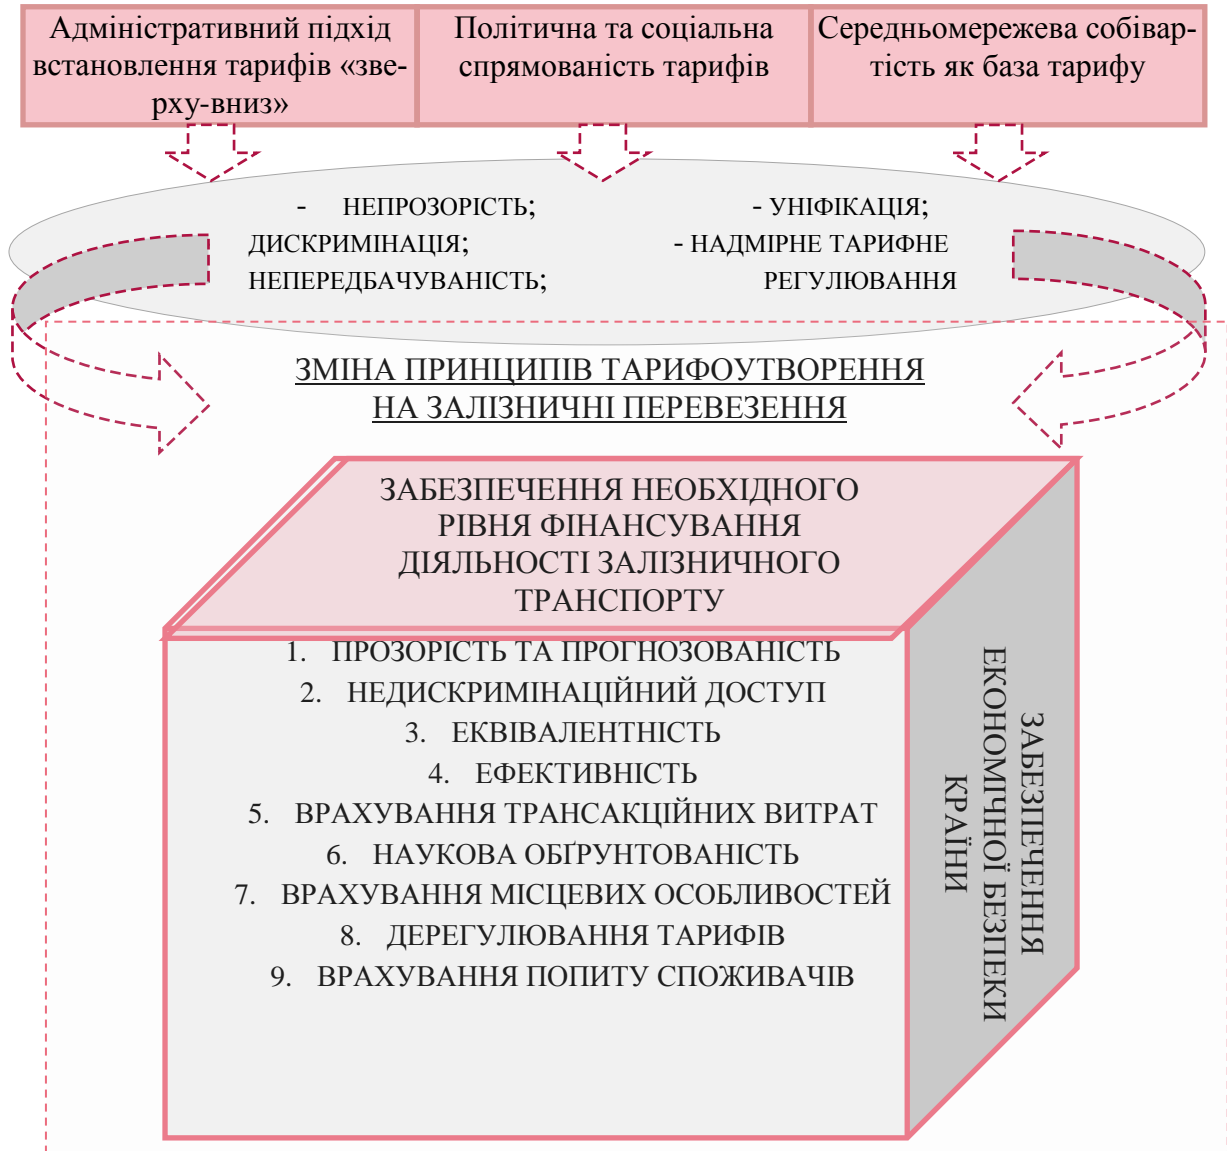 Адміністративний підхід
встановлення тарифів «зве-
рху-вниз»
Політична та соціальна
спрямованість тарифів
Середньомережева собівар-
тість як база тарифу
- НЕПРОЗОРІСТЬ;
ДИСКРИМІНАЦІЯ;
НЕПЕРЕДБАЧУВАНІСТЬ;
- УНІФІКАЦІЯ;
- НАДМІРНЕ ТАРИФНЕ
РЕГУЛЮВАННЯ
ЗМІНА ПРИНЦИПІВ ТАРИФОУТВОРЕННЯ
НА ЗАЛІЗНИЧНІ ПЕРЕВЕЗЕННЯ
ЗАБЕЗПЕЧЕННЯ НЕОБХІДНОГО
РІВНЯ ФІНАНСУВАННЯ
ДІЯЛЬНОСТІ ЗАЛІЗНИЧНОГО
ТРАНСПОРТУ
1. ПРОЗОРІСТЬ ТА ПРОГНОЗОВАНІСТЬ
2. НЕДИСКРИМІНАЦІЙНИЙ ДОСТУП
3. ЕКВІВАЛЕНТНІСТЬ
4. ЕФЕКТИВНІСТЬ
5. ВРАХУВАННЯ ТРАНСАКЦІЙНИХ ВИТРАТ
6. НАУКОВА ОБҐРУНТОВАНІСТЬ
7. ВРАХУВАННЯ МІСЦЕВИХ ОСОБЛИВОСТЕЙ
8. ДЕРЕГУЛЮВАННЯ ТАРИФІВ
9. ВРАХУВАННЯ ПОПИТУ СПОЖИВАЧІВ
ЗАБЕЗПЕЧЕННЯ
ЕКОНОМІЧНОЇ БЕЗПЕКИ
КРАЇНИ